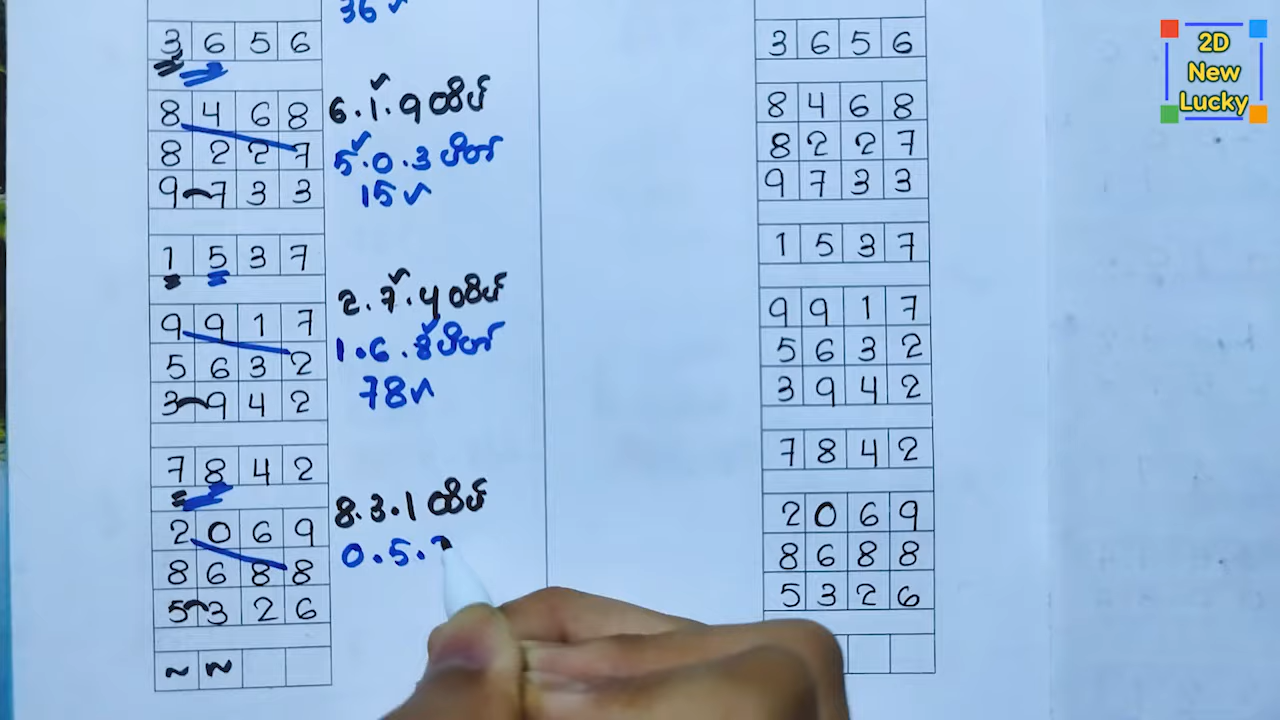 36 ✓
3 6 5 6
8 4 6 8
8 2 2 7
9 7 3 3
6.1.9 ထိပ်
5.0.3 ပိတ်
15 ✓
1 5 3 7
9 9 1 7
5 6 3 2
3 9 4 2
2.7.4 ထိပ်
1.6.8 ပိတ်
78 ✓
7 8 4 2
2 0 6 9
8 6 8 8
5 3 2 6
8.3.1 ထိပ်
0.5.
~ ~
3 6 5 6
8 4 6 8
8 2 2 7
9 7 3 3
1 5 3 7
9 9 1 7
5 6 3 2
3 9 4 2
7 8 4 2
2 0 6 9
8 6 8 8
5 3 2 6
2D
New
Lucky